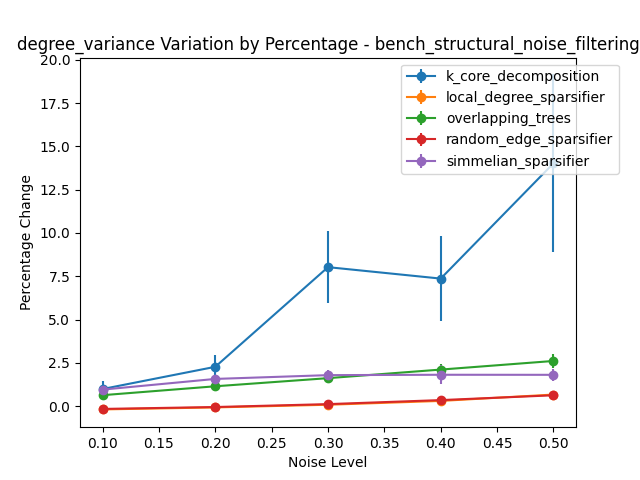 degree_variance Variation by Percentage - bench_structural_noise_filtering
k_core_decomposition
local_degree_sparsifier
overlapping_trees
random_edge_sparsifier
simmelian_sparsifier
Percentage Change
20.0
17.5
15.0
12.5
10.0
7.5
5.0
2.5
0.0
0.10 0.15 0.20 0.25 0.30 0.35 0.40 0.45 0.50
Noise Level